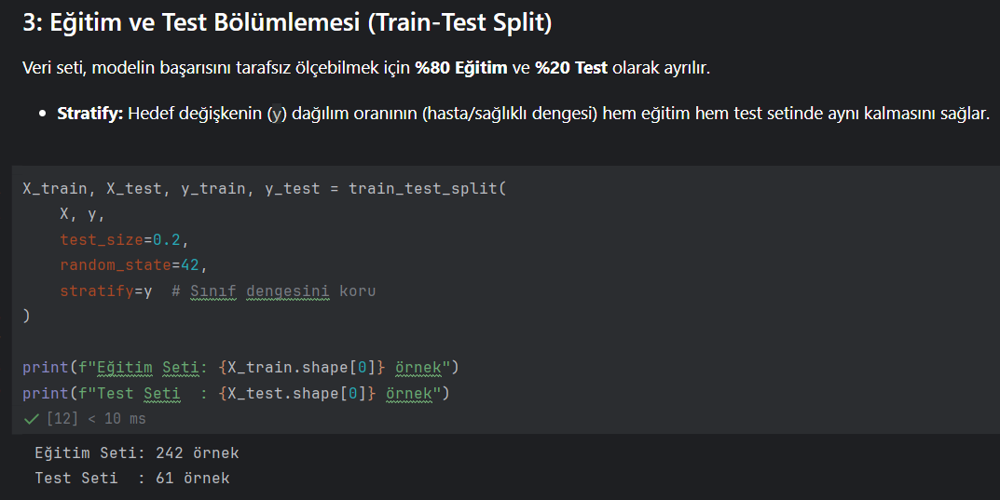 3: Eğitim ve Test Bölümlemesi (Train-Test Split)
Veri seti, modelin başarısını tarafsız ölçebilmek için %80 Eğitim ve %20 Test olarak ayrılır.
• Stratify: Hedef değişkenin (y) dağılım oranının (hasta/sağlıklı dengesi) hem eğitim hem test setinde aynı kalmasını sağlar.
X_train, X_test, y_train, y_test = train_test_split(
    X, y,
    test_size=0.2,
    random_state=42,
    stratify=y  # Sınıf dengesini koru
)
print(f"Eğitim Seti: {X_train.shape[0]} örnek")
print(f"Test Seti  : {X_test.shape[0]} örnek")
✓ [12] < 10 ms
Eğitim Seti: 242 örnek
Test Seti  : 61 örnek